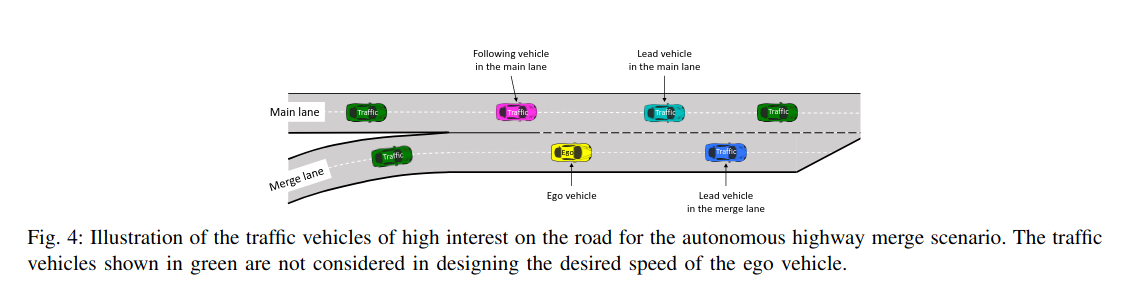 Following vehicle
in the main lane
Lead vehicle
in the main lane
Main lane
Traffic
Traffic
Traffic
Traffic
Traffic
Ego
Traffic
Merge lane
Ego vehicle
Lead vehicle
in the merge lane
Fig. 4: Illustration of the traffic vehicles of high interest on the road for the autonomous highway merge scenario. The traffic
vehicles shown in green are not considered in designing the desired speed of the ego vehicle.